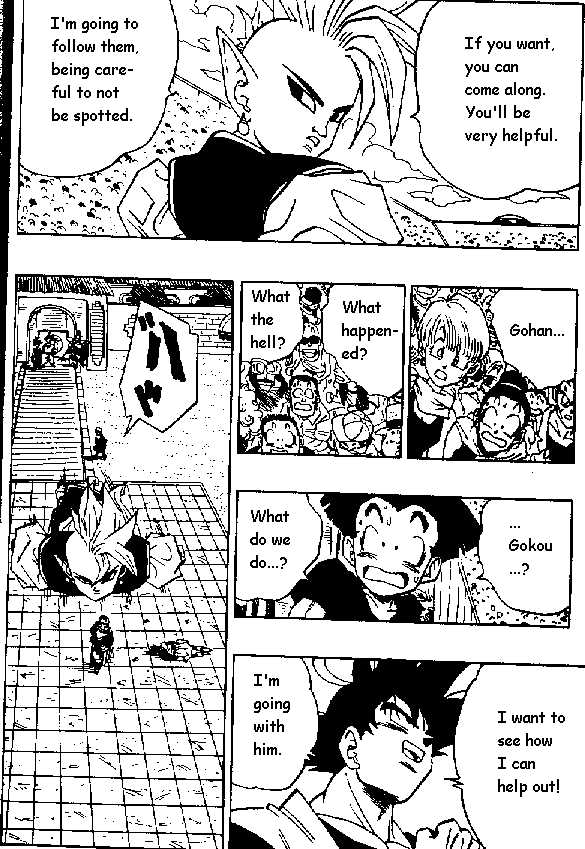 I'm going to
follow them,
being care-
ful to not
be spotted.
If you want,
you can
come along.
You'll be
very helpful.
What
the
hell?
What
happen-
ed?
Gohan...
What
do we
do...?
...
Gokou
...?
I'm
going
with
him.
I want to
see how
I can
help out!